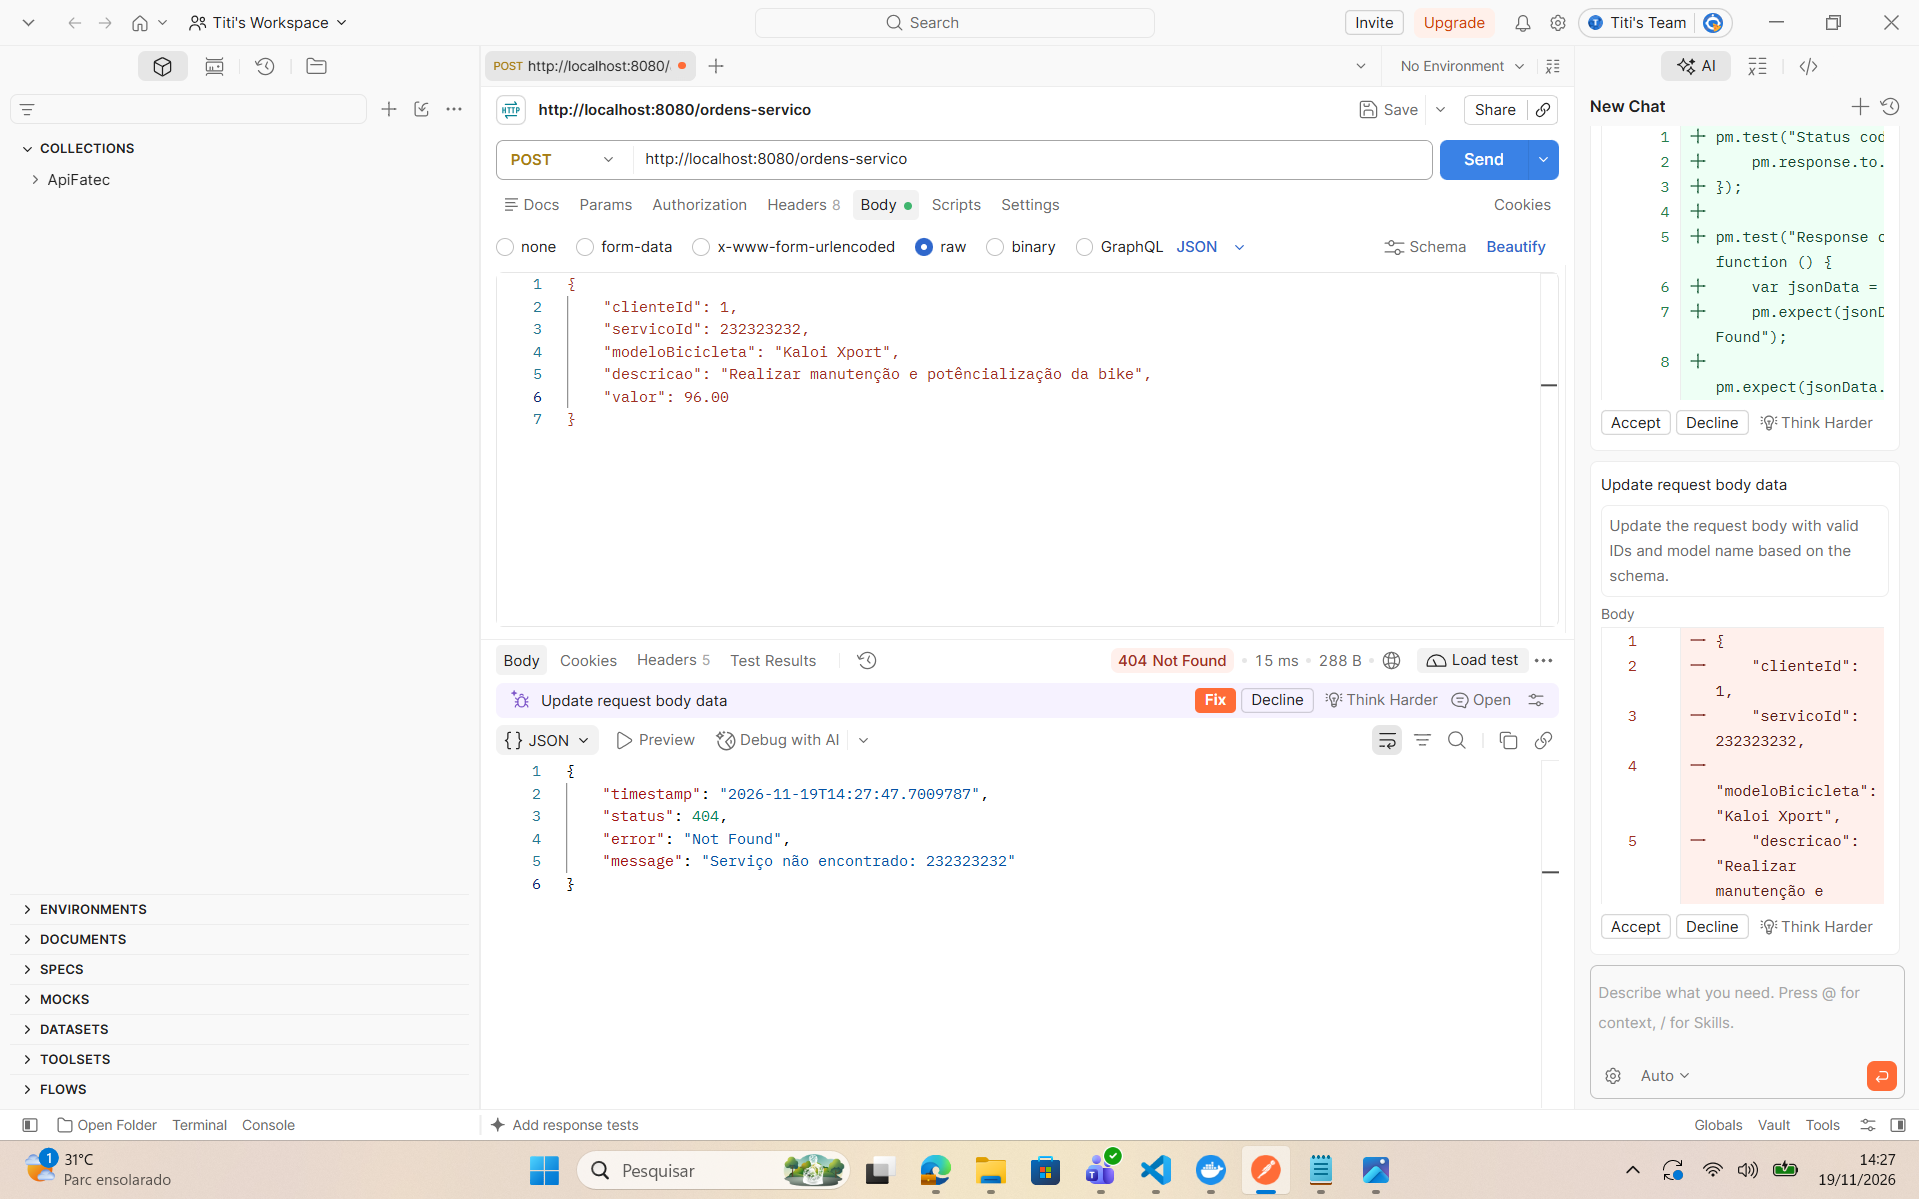 Titi's Workspace
Search
Invite
Upgrade
Titi's Team
POST http://localhost:8080/
No Environment
AI
HTTP
http://localhost:8080/ordens-servico
Save
Share
New Chat
COLLECTIONS
ApiFatec
POST
http://localhost:8080/ordens-servico
Send
Docs
Params
Authorization
Headers 8
Body
Scripts
Settings
Cookies
none
form-data
x-www-form-urlencoded
raw
binary
GraphQL
JSON
Schema
Beautify
1 {
2 "clienteId": 1,
3 "servicoId": 232323232,
4 "modeloBicicleta": "Kaloi Xport",
5 "descricao": "Realizar manutenção e potêncialização da bike",
6 "valor": 96.00
7 }
1 + pm.test("Status cod
2 + pm.response.to.
3 + });
4 +
5 + pm.test("Response c
function () {
6 + var jsonData =
7 + pm.expect(jsonD
Found");
8 +
pm.expect(jsonData.
Accept
Decline
Think Harder
Update request body data
Update the request body with valid
IDs and model name based on the
schema.
Body
1 — {
2 — "clienteId":
1,
3 — "servicoId":
232323232,
4 —
"modeloBicicleta":
"Kaloi Xport",
5 — "descricao":
"Realizar
manutenção e
Accept
Decline
Think Harder
Describe what you need. Press @ for
context, / for Skills.
Auto
Body
Cookies
Headers 5
Test Results
404 Not Found
15 ms
288 B
Load test
Update request body data
Fix
Decline
Think Harder
Open
{} JSON
Preview
Debug with AI
1 {
2 "timestamp": "2026-11-19T14:27:47.7009787",
3 "status": 404,
4 "error": "Not Found",
5 "message": "Serviço não encontrado: 232323232"
6 }
ENVIRONMENTS
DOCUMENTS
SPECS
MOCKS
DATASETS
TOOLSETS
FLOWS
Open Folder
Terminal
Console
Add response tests
Globals
Vault
Tools
1
31°C
Parc ensolarado
Pesquisar
14:27
19/11/2026